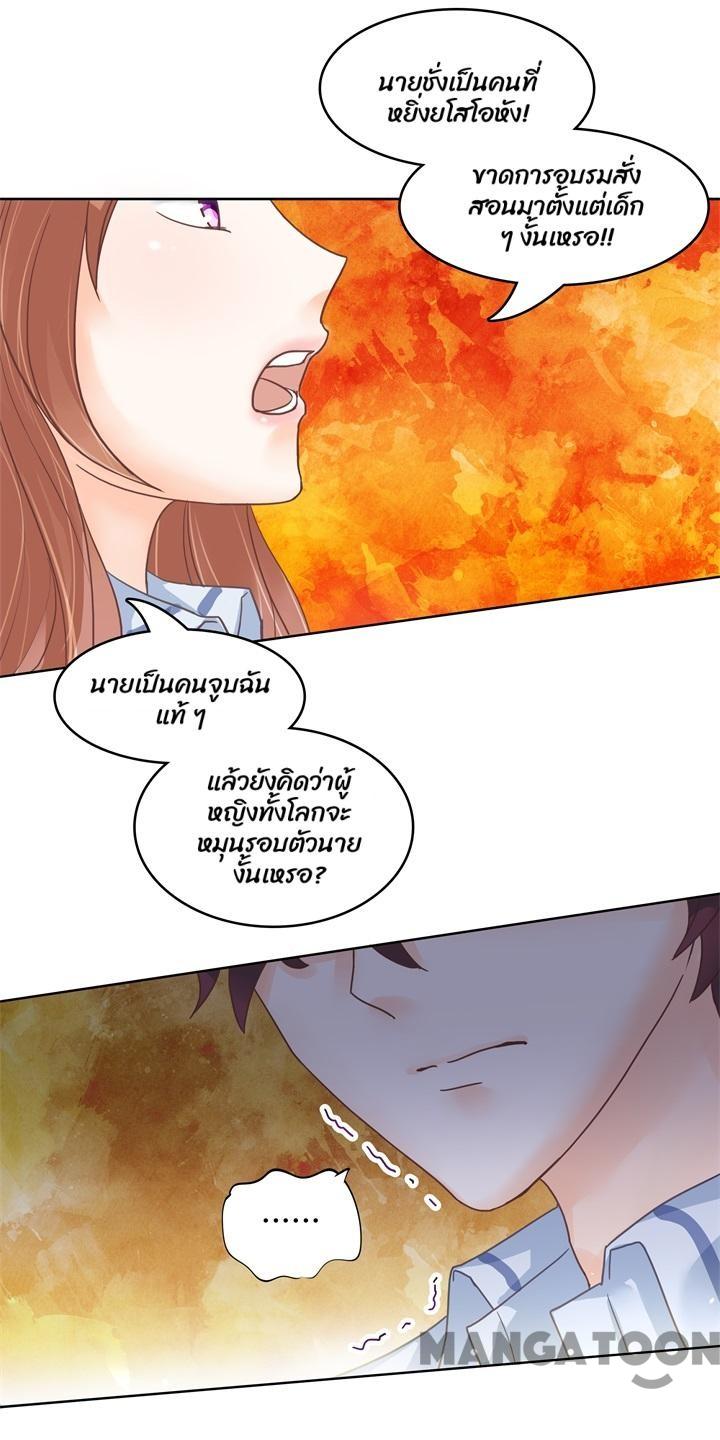 นายชั่งเป็นคนที่
หยิ่งยโสโอหัง!
ขาดการอบรมสั่ง
สอนมาตั้งแต่เด็ก
ๆ งั้นเหรอ!!
นายเป็นคนจูบฉัน
แท้ ๆ
แล้วยังคิดว่าผู้
หญิงทั้งโลกจะ
หมุนรอบตัวนาย
งั้นเหรอ?
......
MANGATOON